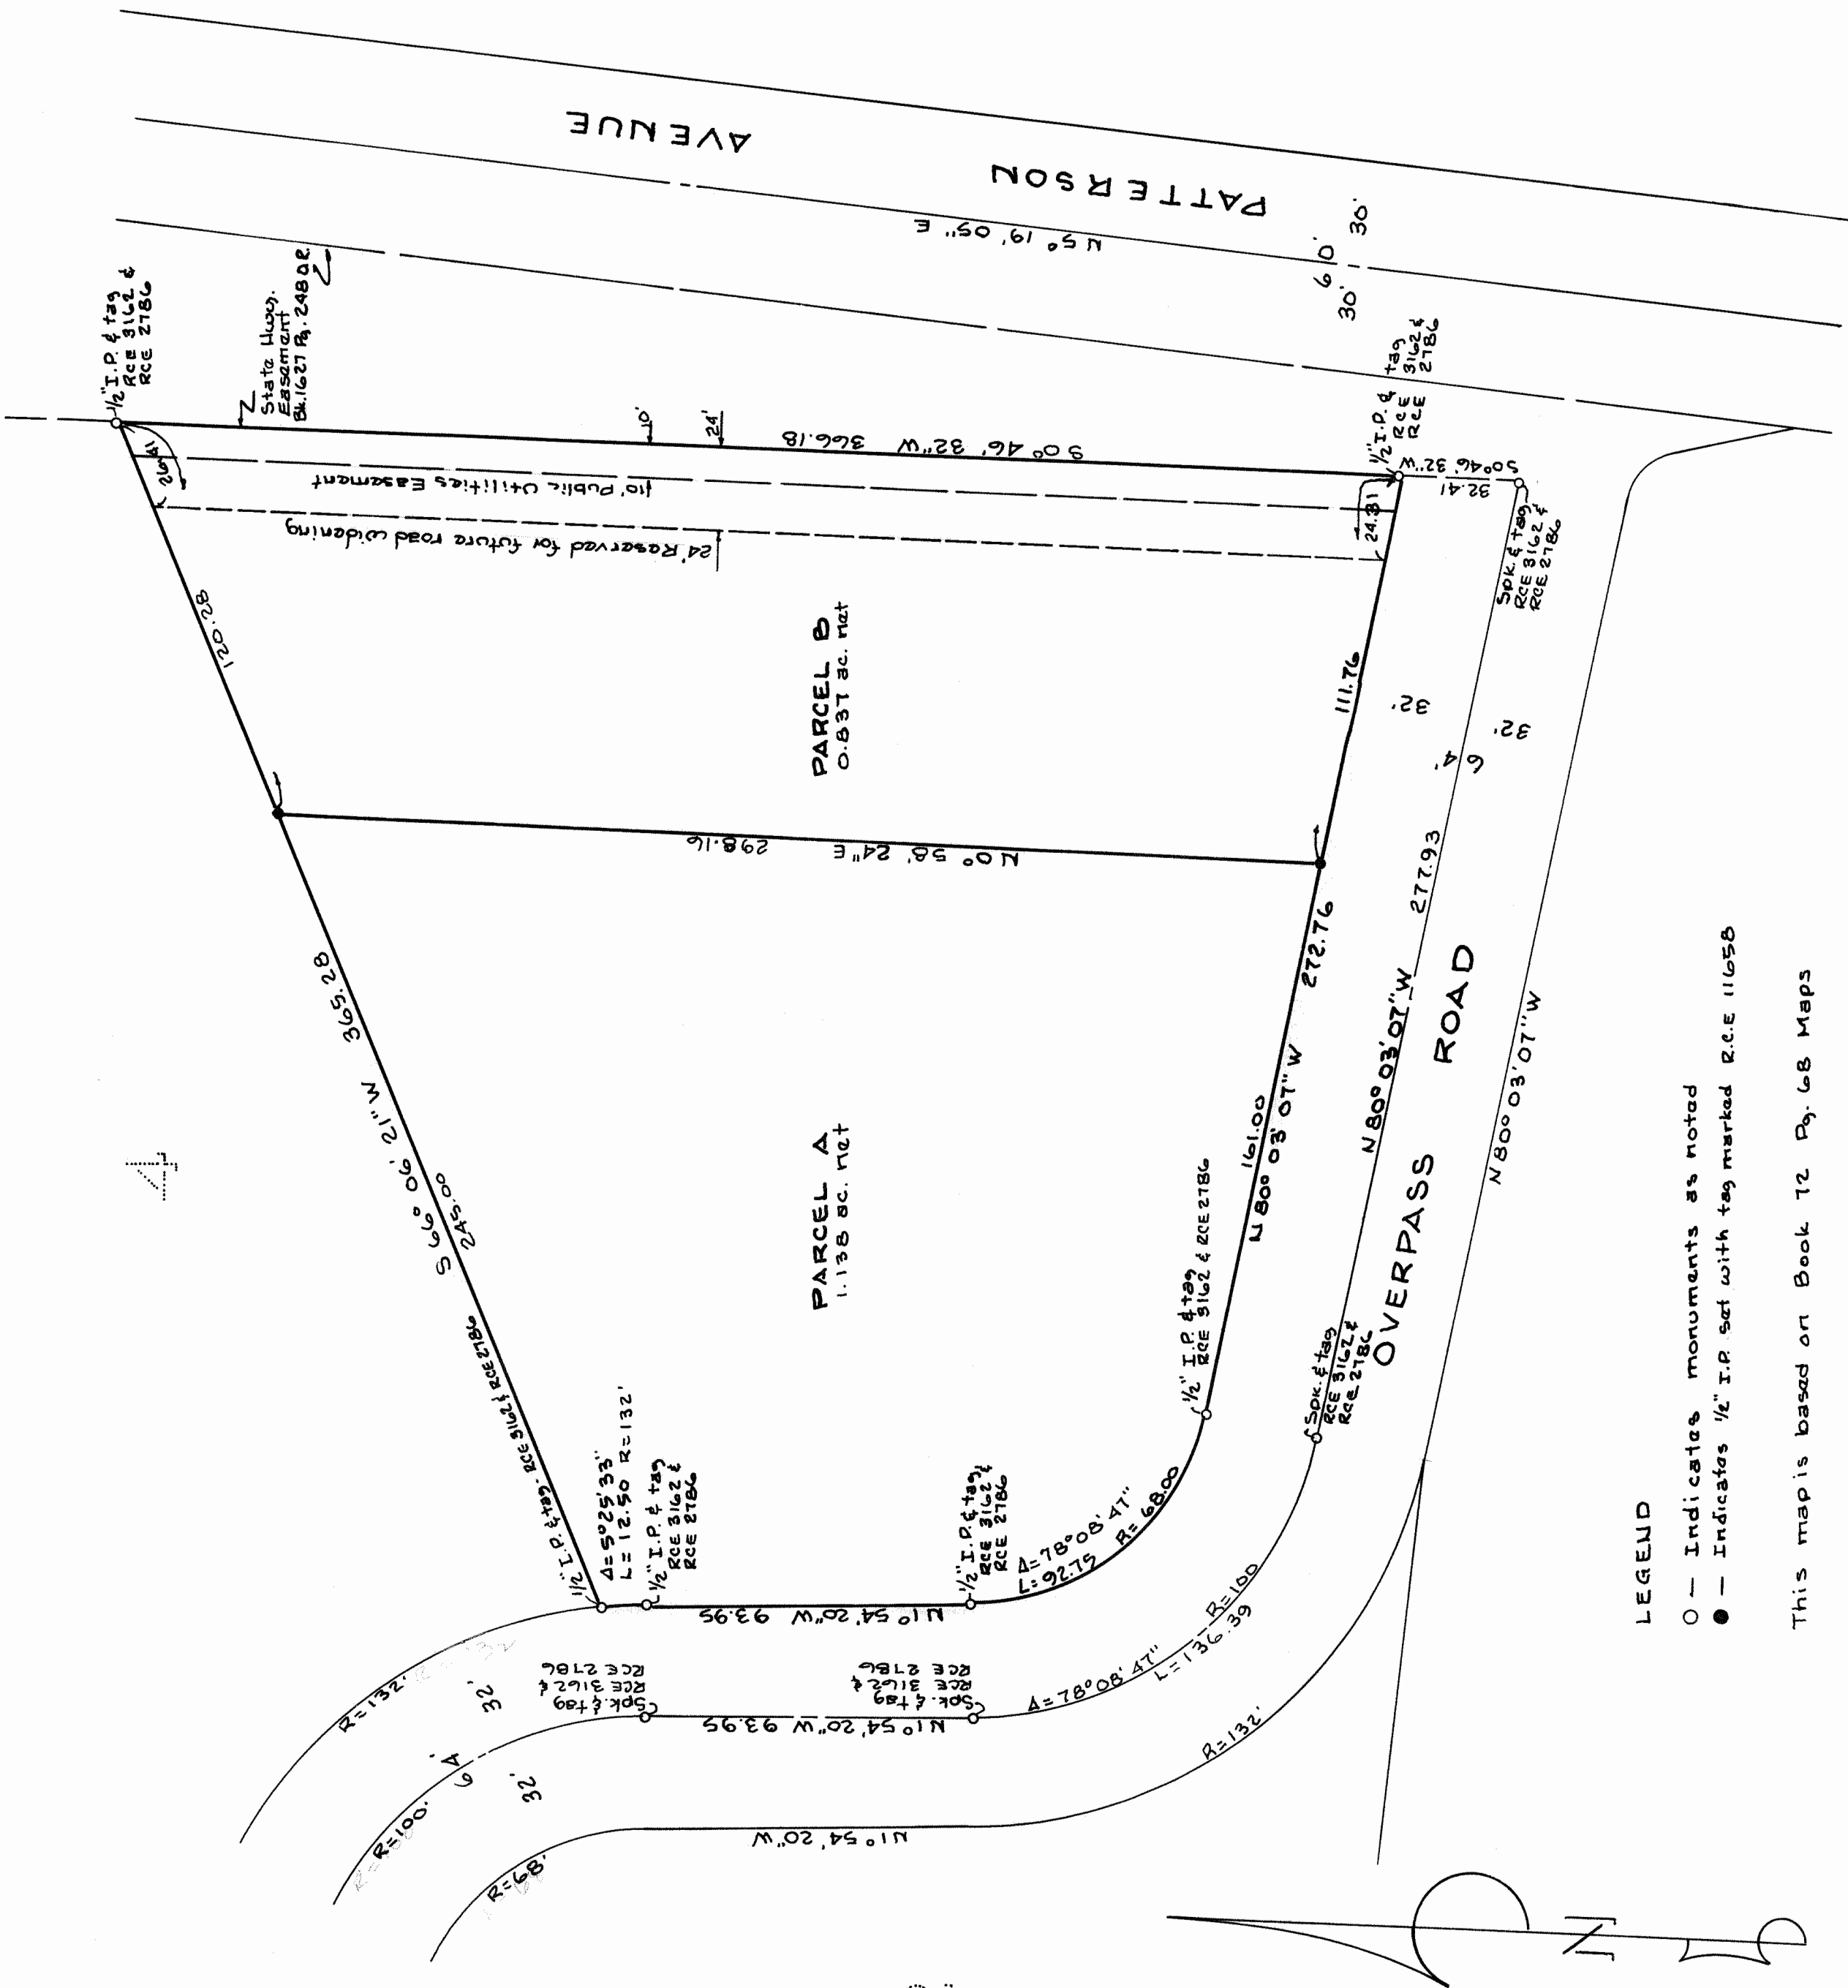 AVENUE
PATTERSON
N 5° 19' 05" E
30'
60'
30'
1/2" I.P. & tag
RCE 3162 &
RCE 2786
State Hwy.
Easement
Bk.1627 Pg. 248 O.R.
10'
24'
S 0° 46' 32" W 366.18
26.41
10' Public Utilities Easement
24' Reserved for future road widening
1/2" I.P. & tag
RCE 3162 &
RCE 2786
S 0° 46' 32" W
32.41
24.31
Spk. & tag
RCE 3162 &
RCE 2786
120.28
PARCEL B
0.837 ac. net
111.76
32'
32'
64'
N 0° 58' 24" E 298.16
365.28
S 66° 06' 21" W
245.00
272.76
277.93
161.00
N 80° 03' 07" W
N 80° 03' 07" W
OVERPASS ROAD
N 80° 03' 07" W
PARCEL A
1.138 ac. net
1/2" I.P. & tag
RCE 3162 & RCE 2786
Spk. & tag
RCE 3162 &
RCE 2786
1/2" I.P. & tag - RCE 3162 & RCE 2786
Δ=5°25'33"
L=12.50 R=132'
1/2" I.P. & tag
RCE 3162 &
RCE 2786
1/2" I.P. & tag
RCE 3162 &
RCE 2786
Δ=78°08'47"
L=92.75 R=68.00
N1°54'20"W 93.95
Spk. & tag
RCE 3162 &
RCE 2786
Spk. & tag
RCE 3162 &
RCE 2786
N1°54'20"W 93.95
Δ=78°08'47" R=100
L=136.39
R=132'
N1°54'20"W
R=132'
32'
64'
32'
R=100.
R=68'
N
LEGEND
O — Indicates monuments as noted
● — Indicates 1/2" I.P. set with tag marked R.C.E 11658
This map is based on Book 72 Pg. 68 Maps